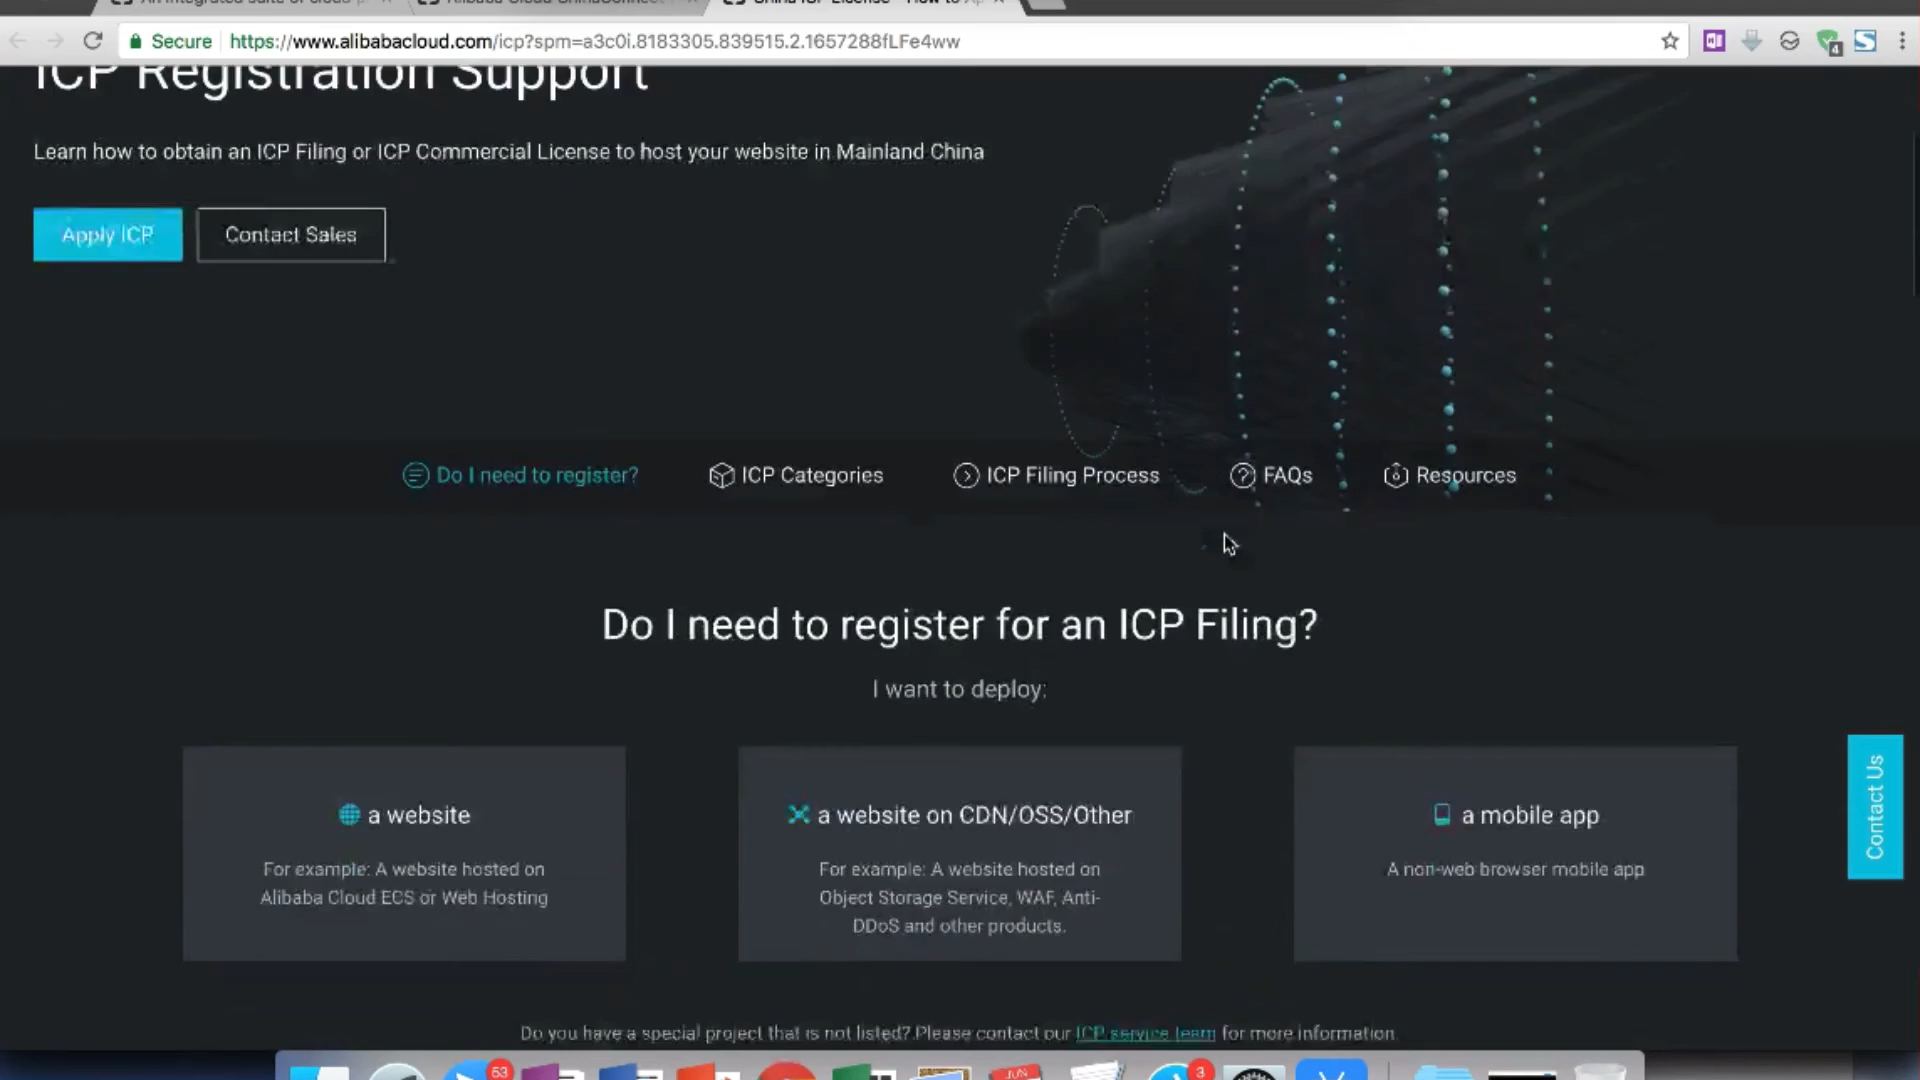 Secure https://www.alibabacloud.com/icp?spm=a3c0i.8183305.839515.2.1657288fLFe4ww
4
ICP Registration Support
Learn how to obtain an ICP Filing or ICP Commercial License to host your website in Mainland China
Apply ICP
Contact Sales
Do I need to register?
ICP Categories
ICP Filing Process
FAQs
Resources
Do I need to register for an ICP Filing?
I want to deploy:
a website
For example: A website hosted on
Alibaba Cloud ECS or Web Hosting
a website on CDN/OSS/Other
For example: A website hosted on
Object Storage Service, WAF, Anti-
DDoS and other products.
a mobile app
A non-web browser mobile app
Contact Us
Do you have a special project that is not listed? Please contact our ICP service team for more information
53
JUN
3